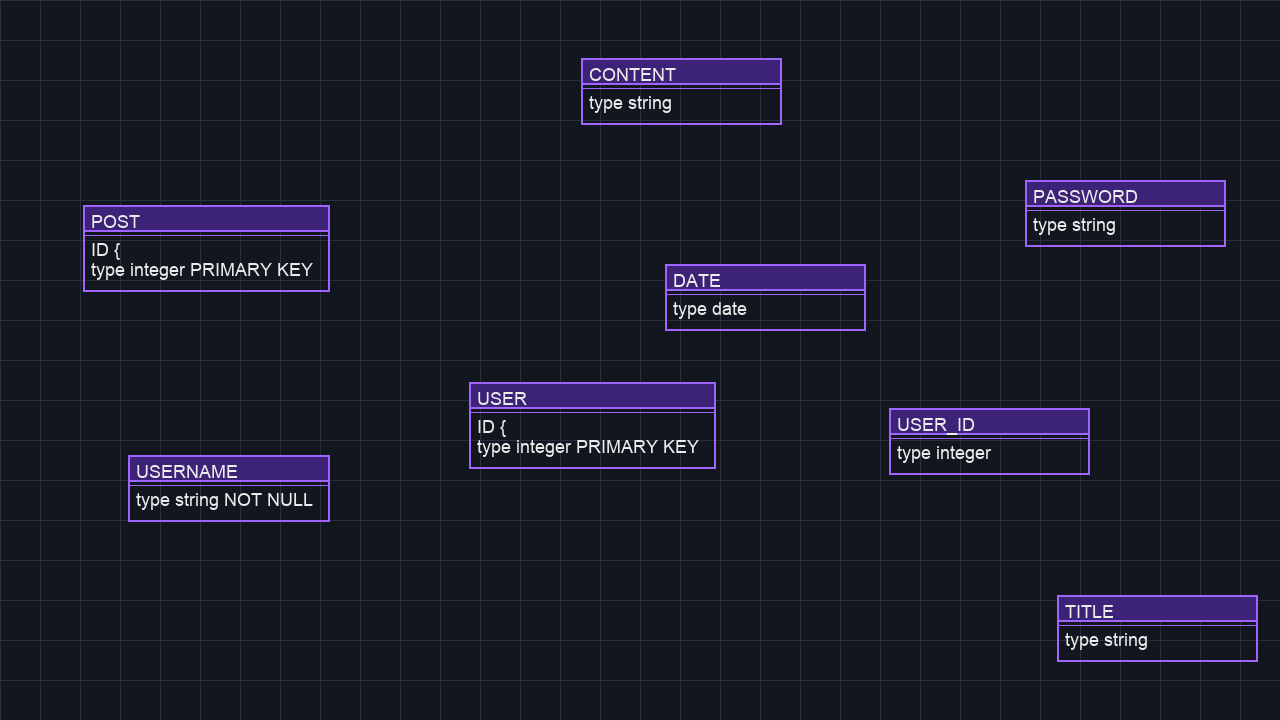 CONTENT
type string
PASSWORD
type string
POST
ID {
type integer PRIMARY KEY
DATE
type date
USER
ID {
type integer PRIMARY KEY
USER_ID
type integer
USERNAME
type string NOT NULL
TITLE
type string